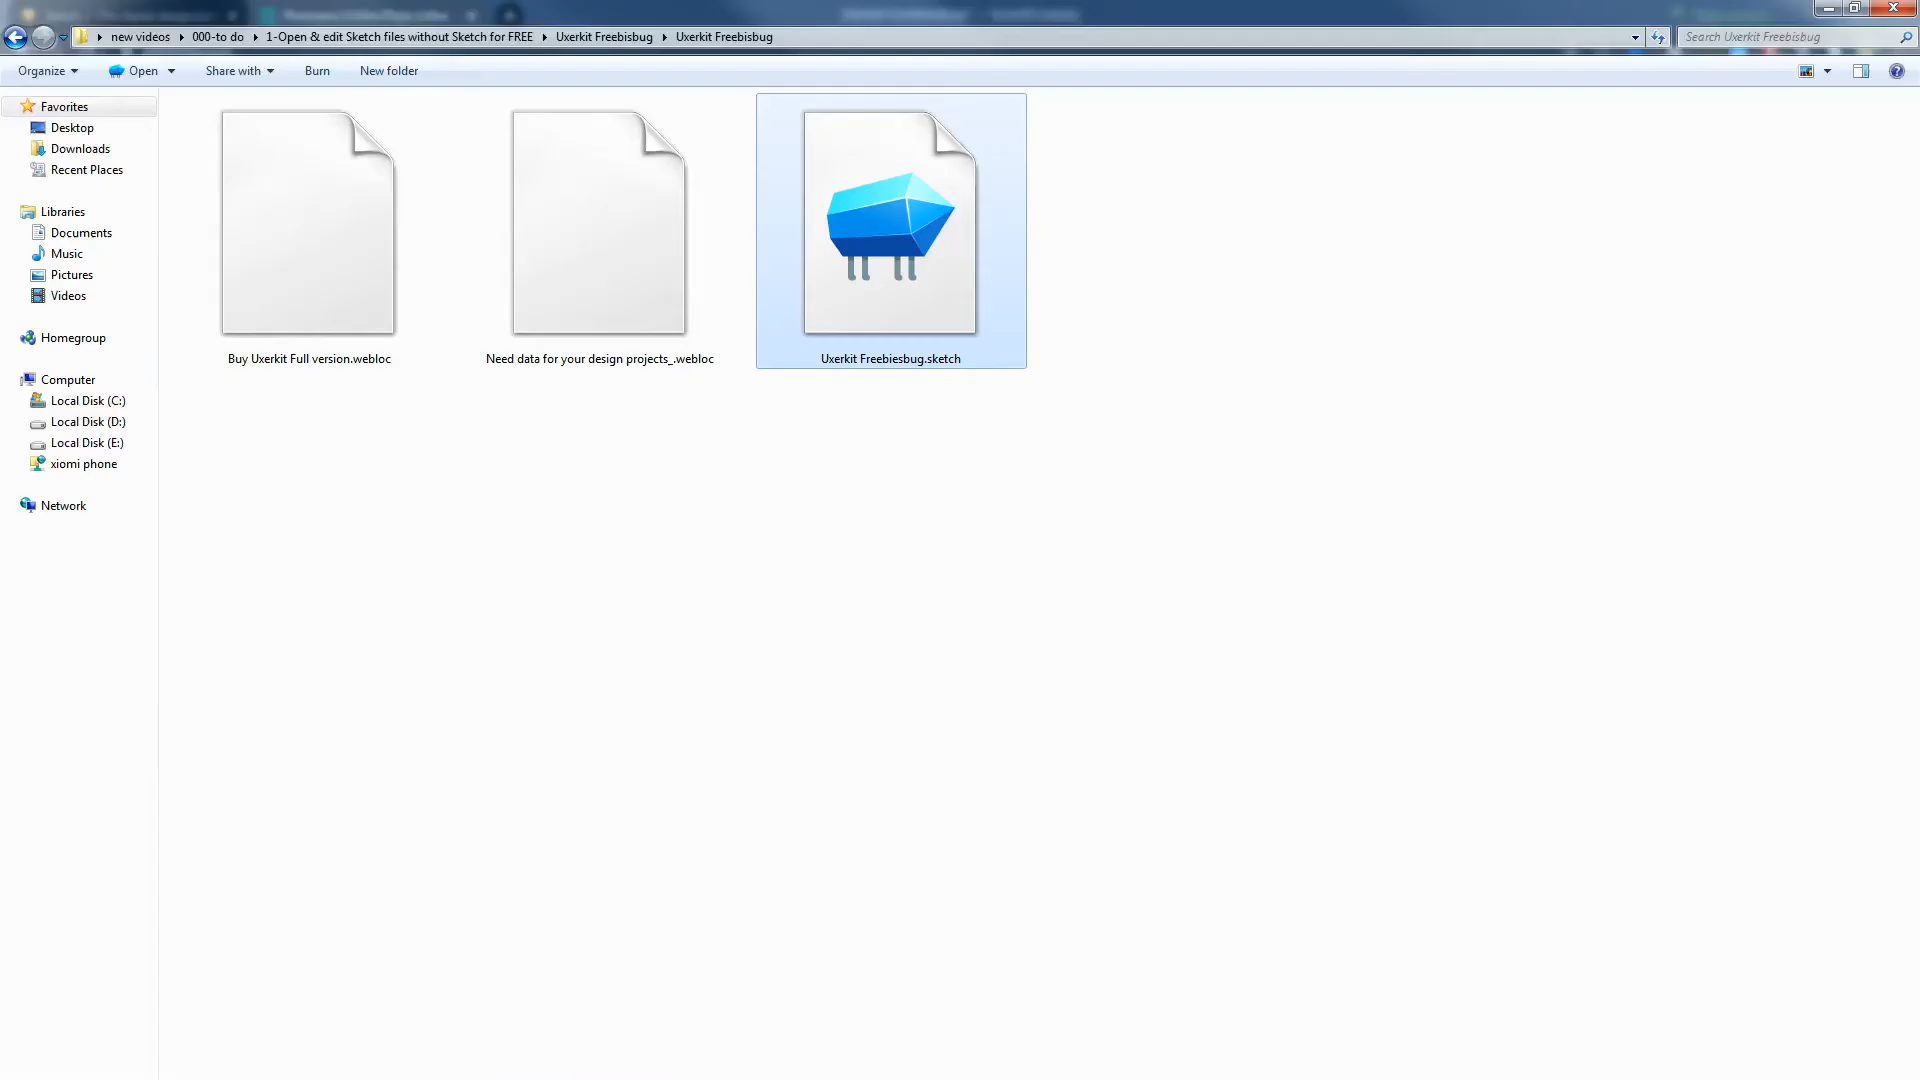 new videos 000-to do 1-Open & edit Sketch files without Sketch for FREE Uxerkit Freebisbug Uxerkit Freebisbug Search Uxerkit Freebisbug
Organize Open Share with Burn New folder
Favorites
Desktop
Downloads
Recent Places
Libraries
Documents
Music
Pictures
Videos
Homegroup
Computer
Local Disk (C:)
Local Disk (D:)
Local Disk (E:)
xiomi phone
Network
Buy Uxerkit Full version.webloc
Need data for your design projects_.webloc
Uxerkit Freebiesbug.sketch